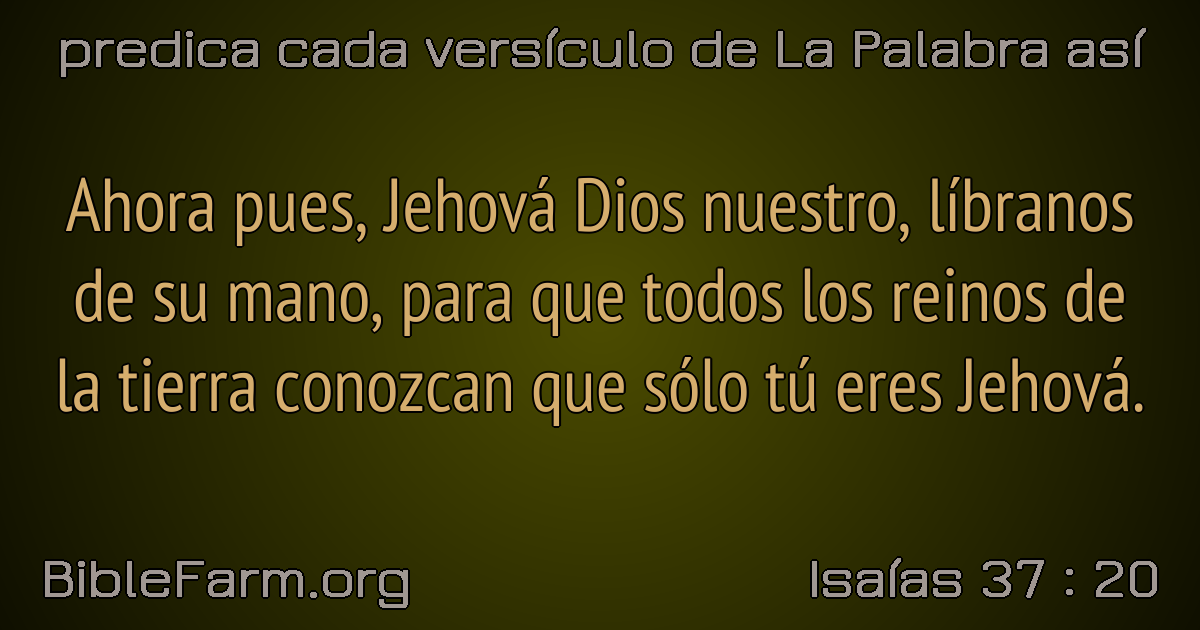 predica cada versículo de La Palabra así
Ahora pues, Jehová Dios nuestro, líbranos
de su mano, para que todos los reinos de
la tierra conozcan que sólo tú eres Jehová.
BibleFarm.org
Isaías 37 : 20